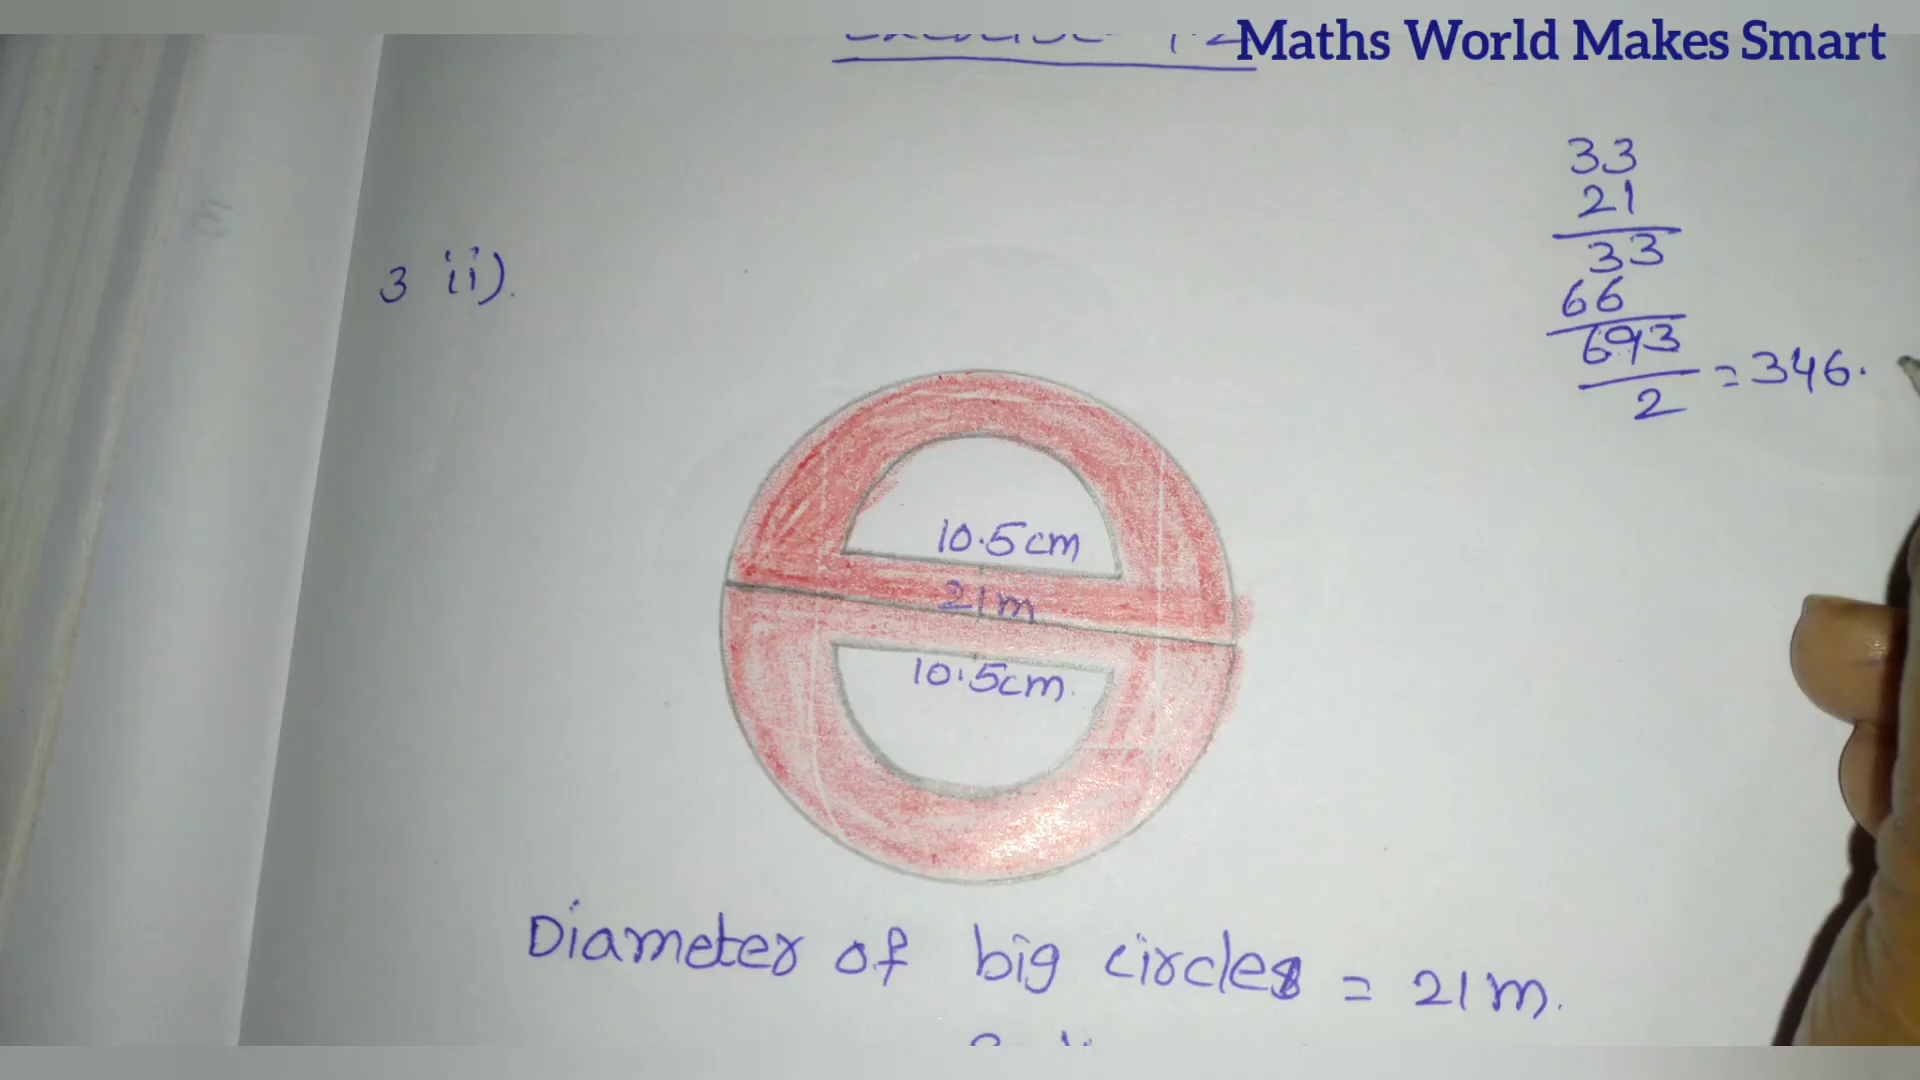 Maths World Makes Smart
33
21
33
66
693
2
= 346.
3 ii).
10.5cm
21m
10.5cm.
Diameter of big circles = 21m.